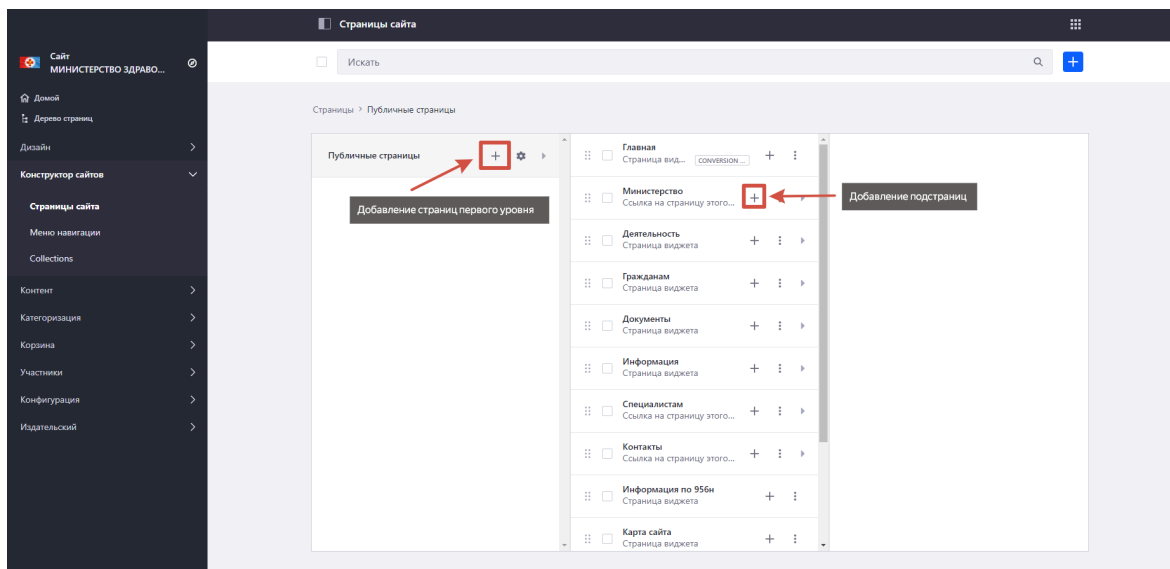 Страницы сайта
Сайт
МИНИСТЕРСТВО ЗДРАВО...
Искать
Домой
Дерево страниц
Дизайн
Конструктор сайтов
Страницы сайта
Меню навигации
Collections
Контент
Категоризация
Корзина
Участники
Конфигурация
Издательский
Страницы > Публичные страницы
Публичные страницы
Добавление страниц первого уровня
Главная
Страница вид... CONVERSION ...
Министерство
Ссылка на страницу этого...
Добавление подстраниц
Деятельность
Страница виджета
Гражданам
Страница виджета
Документы
Страница виджета
Информация
Страница виджета
Специалистам
Ссылка на страницу этого...
Контакты
Ссылка на страницу этого...
Информация по 956н
Страница виджета
Карта сайта
Страница виджета